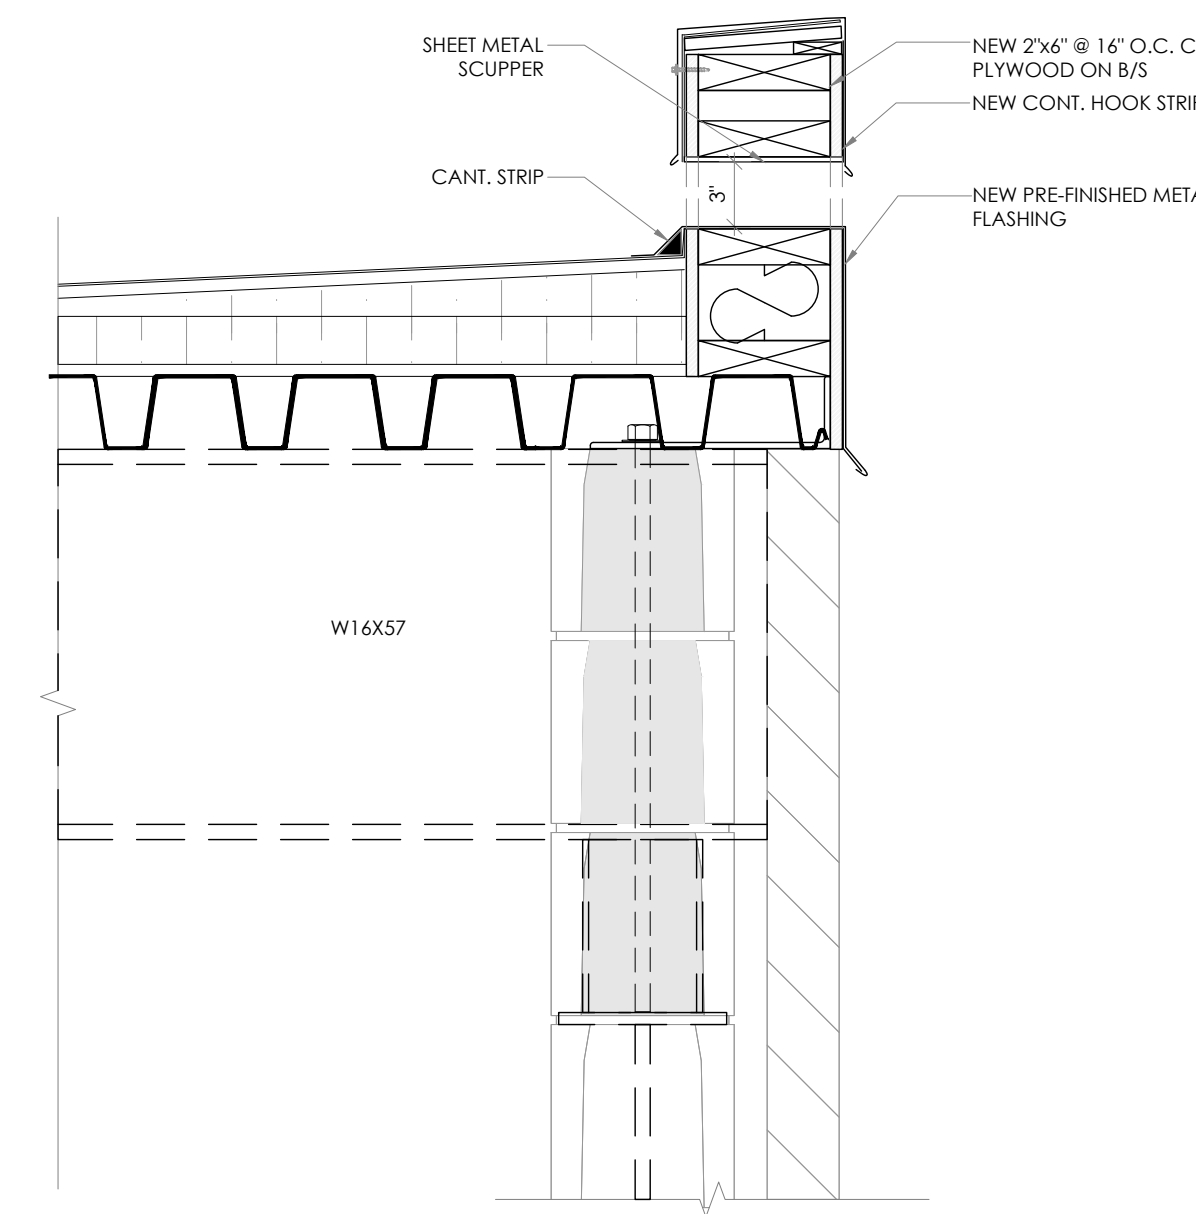 SHEET METAL
SCUPPER
NEW 2"x6" @ 16" O.C. C
PLYWOOD ON B/S
NEW CONT. HOOK STRIP
CANT. STRIP
3"
NEW PRE-FINISHED META
FLASHING
W16X57